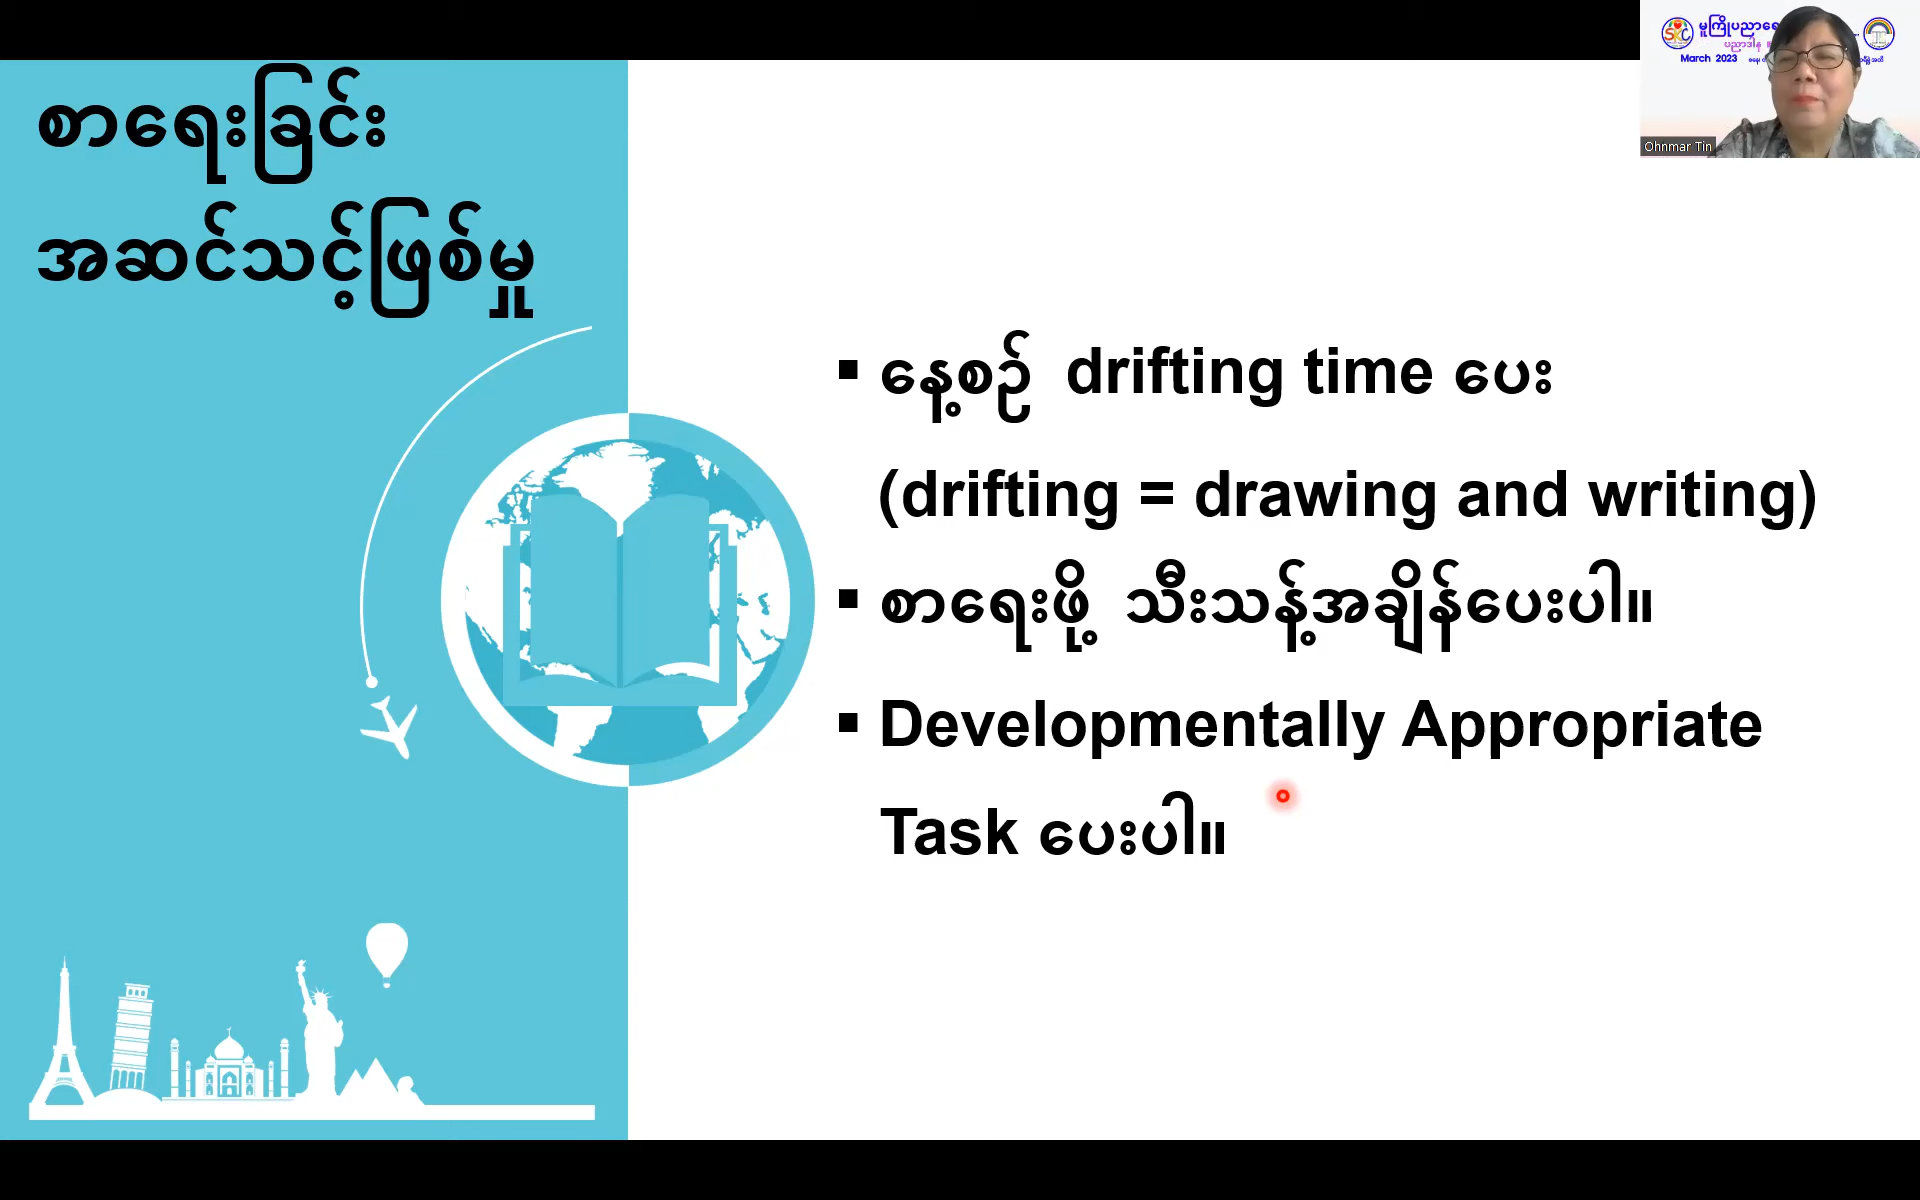 စာရေးခြင်း
အဆင်သင့်ဖြစ်မှု
▪ နေ့စဉ် drifting time ပေး
(drifting = drawing and writing)
▪ စာရေးဖို့ သီးသန့်အချိန်ပေးပါ။
▪ Developmentally Appropriate
Task ပေးပါ။
March 2023
Ohnmar Tin